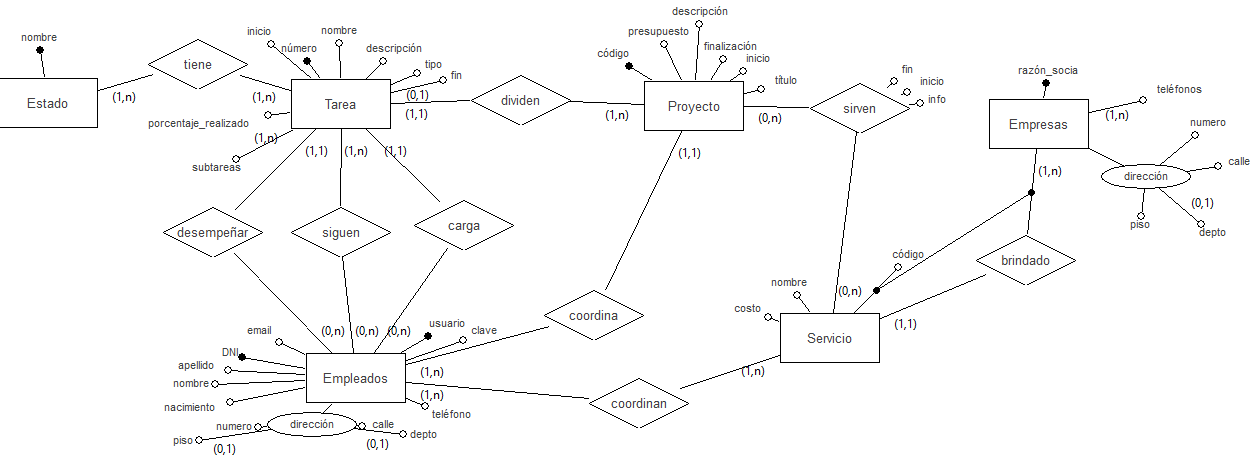 descripción
nombre
inicio
nombre
presupuesto
número
descripción
código
finalización
inicio
tipo
fin
título
tiene
fin
inicio
info
razón_socia
teléfonos
(1,n)
(1,n)
(0,1)
(1,1)
Estado
Tarea
dividen
(1,n)
Proyecto
(0,n)
sirven
Empresas
(1,n)
porcentaje_realizado
numero
(1,n)
subtareas
(1,1)
(1,n)
(1,1)
(1,1)
(1,n)
calle
dirección
(0,1)
piso
depto
desempeñar
siguen
carga
brindado
código
nombre
(0,n)
costo
coordina
(1,1)
email
(0,n)
(0,n)
(0,n)
usuario
clave
Servicio
DNI
apellido
nombre
Empleados
(1,n)
(1,n)
(1,n)
nacimiento
teléfono
coordinan
piso
numero
dirección
calle
depto
(0,1)
(0,1)